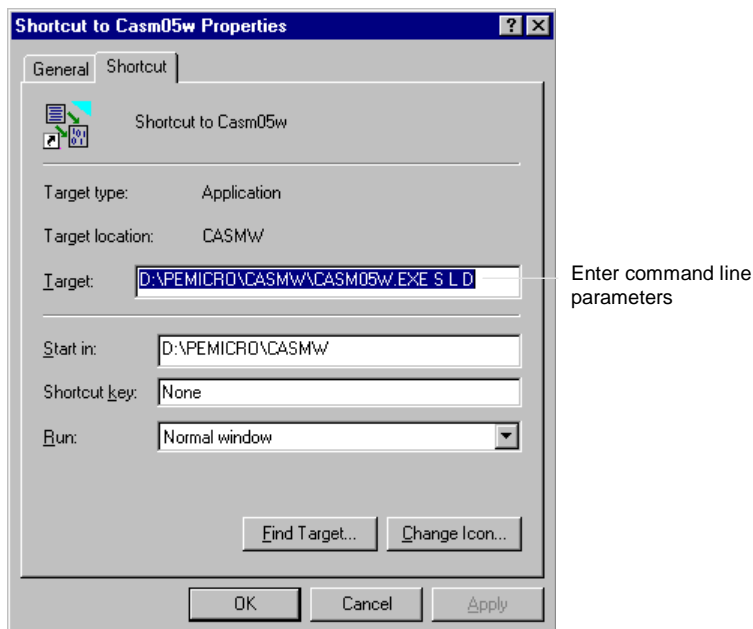 Shortcut to Casm05w Properties
General Shortcut
Shortcut to Casm05w
Target type: Application
Target location: CASMW
Target: D:\PEMICRO\CASMW\CASM05W.EXE S L D
Enter command line
parameters
Start in: D:\PEMICRO\CASMW
Shortcut key: None
Run: Normal window
Find Target... Change Icon...
OK Cancel Apply